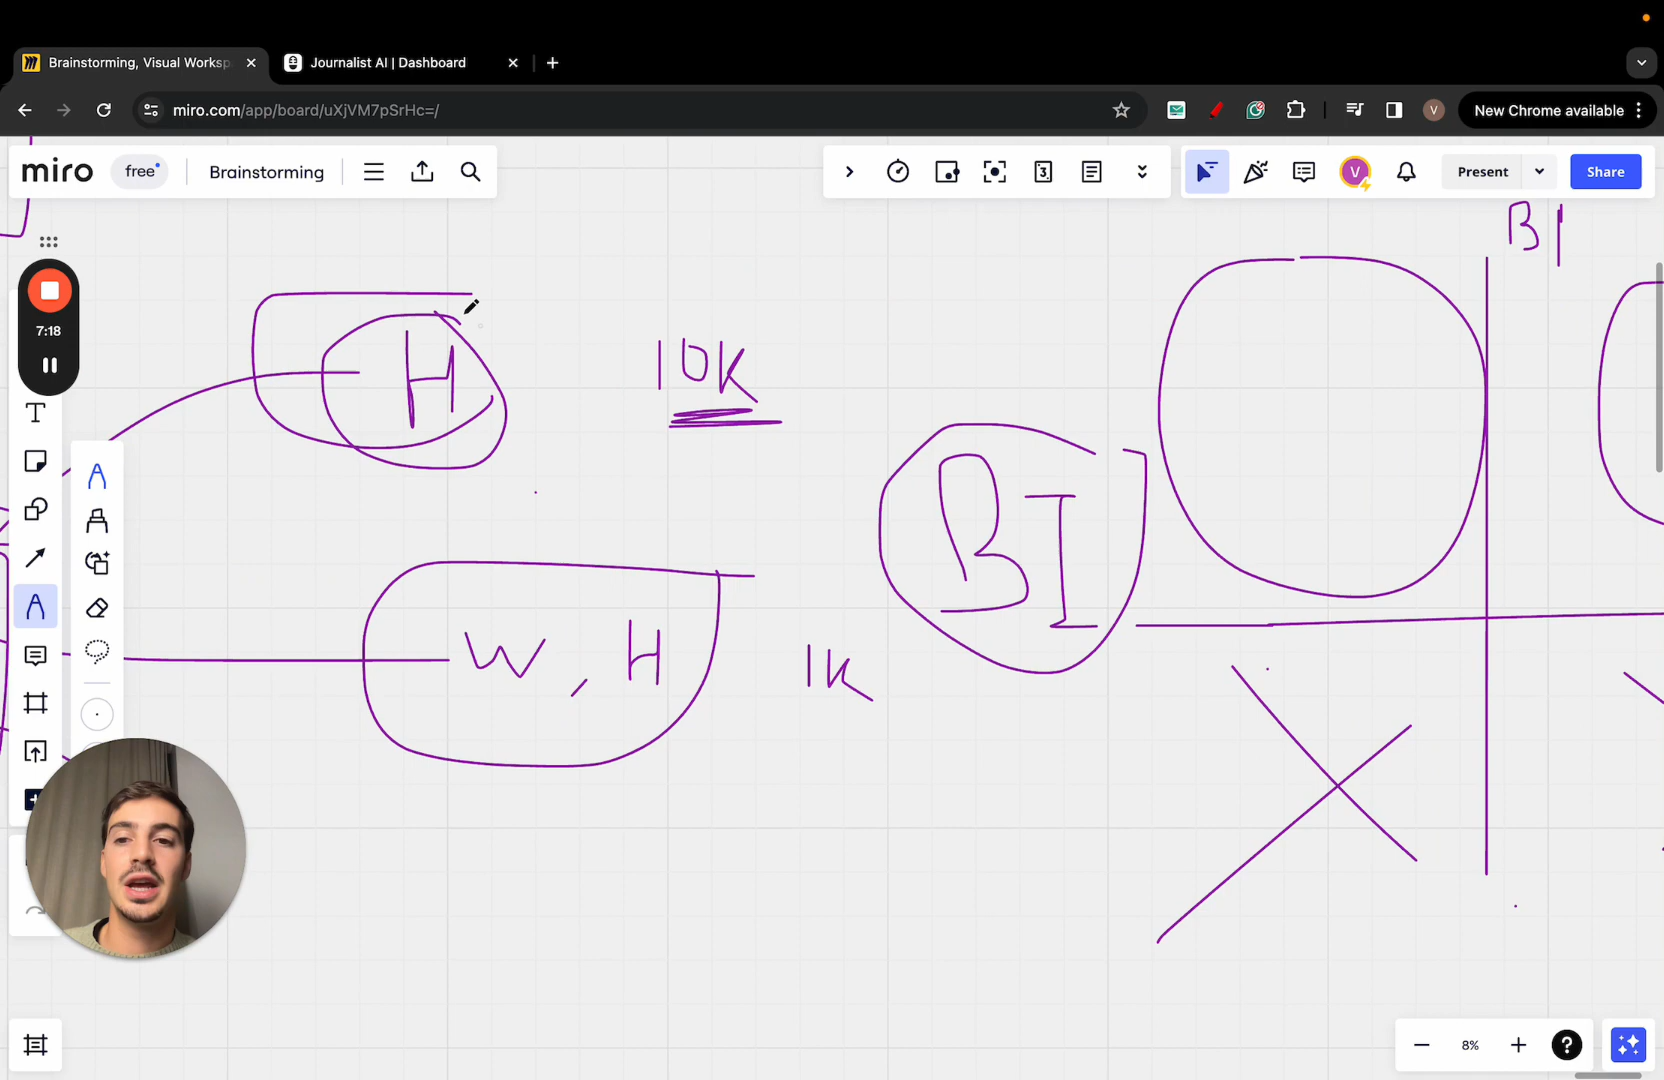 Brainstorming, Visual Worksp
Journalist AI | Dashboard
miro.com/app/board/uXjVM7pSrHc=/
V
New Chrome available
miro
free
Brainstorming
3
V
Present
Share
BI
7:18
H
10K
T
BI
W, H
1K
8%
?